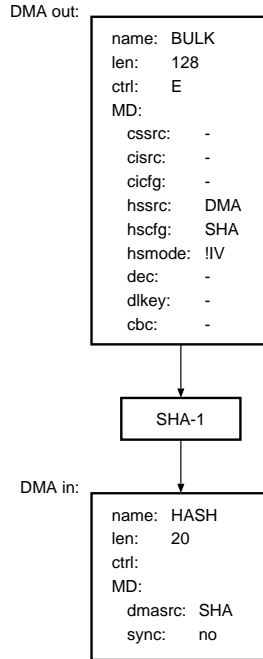 DMA out:
name: BULK
len: 128
ctrl: E
MD:
cssrc: -
cisrc: -
cicfg: -
hssrc: DMA
hscfg: SHA
hsmode: !IV
dec: -
dlkey: -
cbc: -
SHA-1
DMA in:
name: HASH
len: 20
ctrl:
MD:
dmasrc: SHA
sync: no